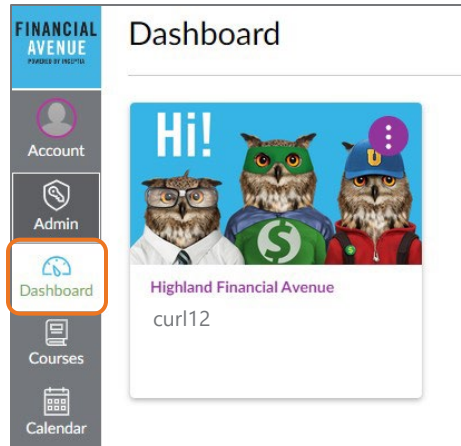 FINANCIAL
AVENUE
POWERED BY INCEPTIA
Dashboard
Account
Admin
Dashboard
Courses
Calendar
Hi!
U
$
Highland Financial Avenue
curl12